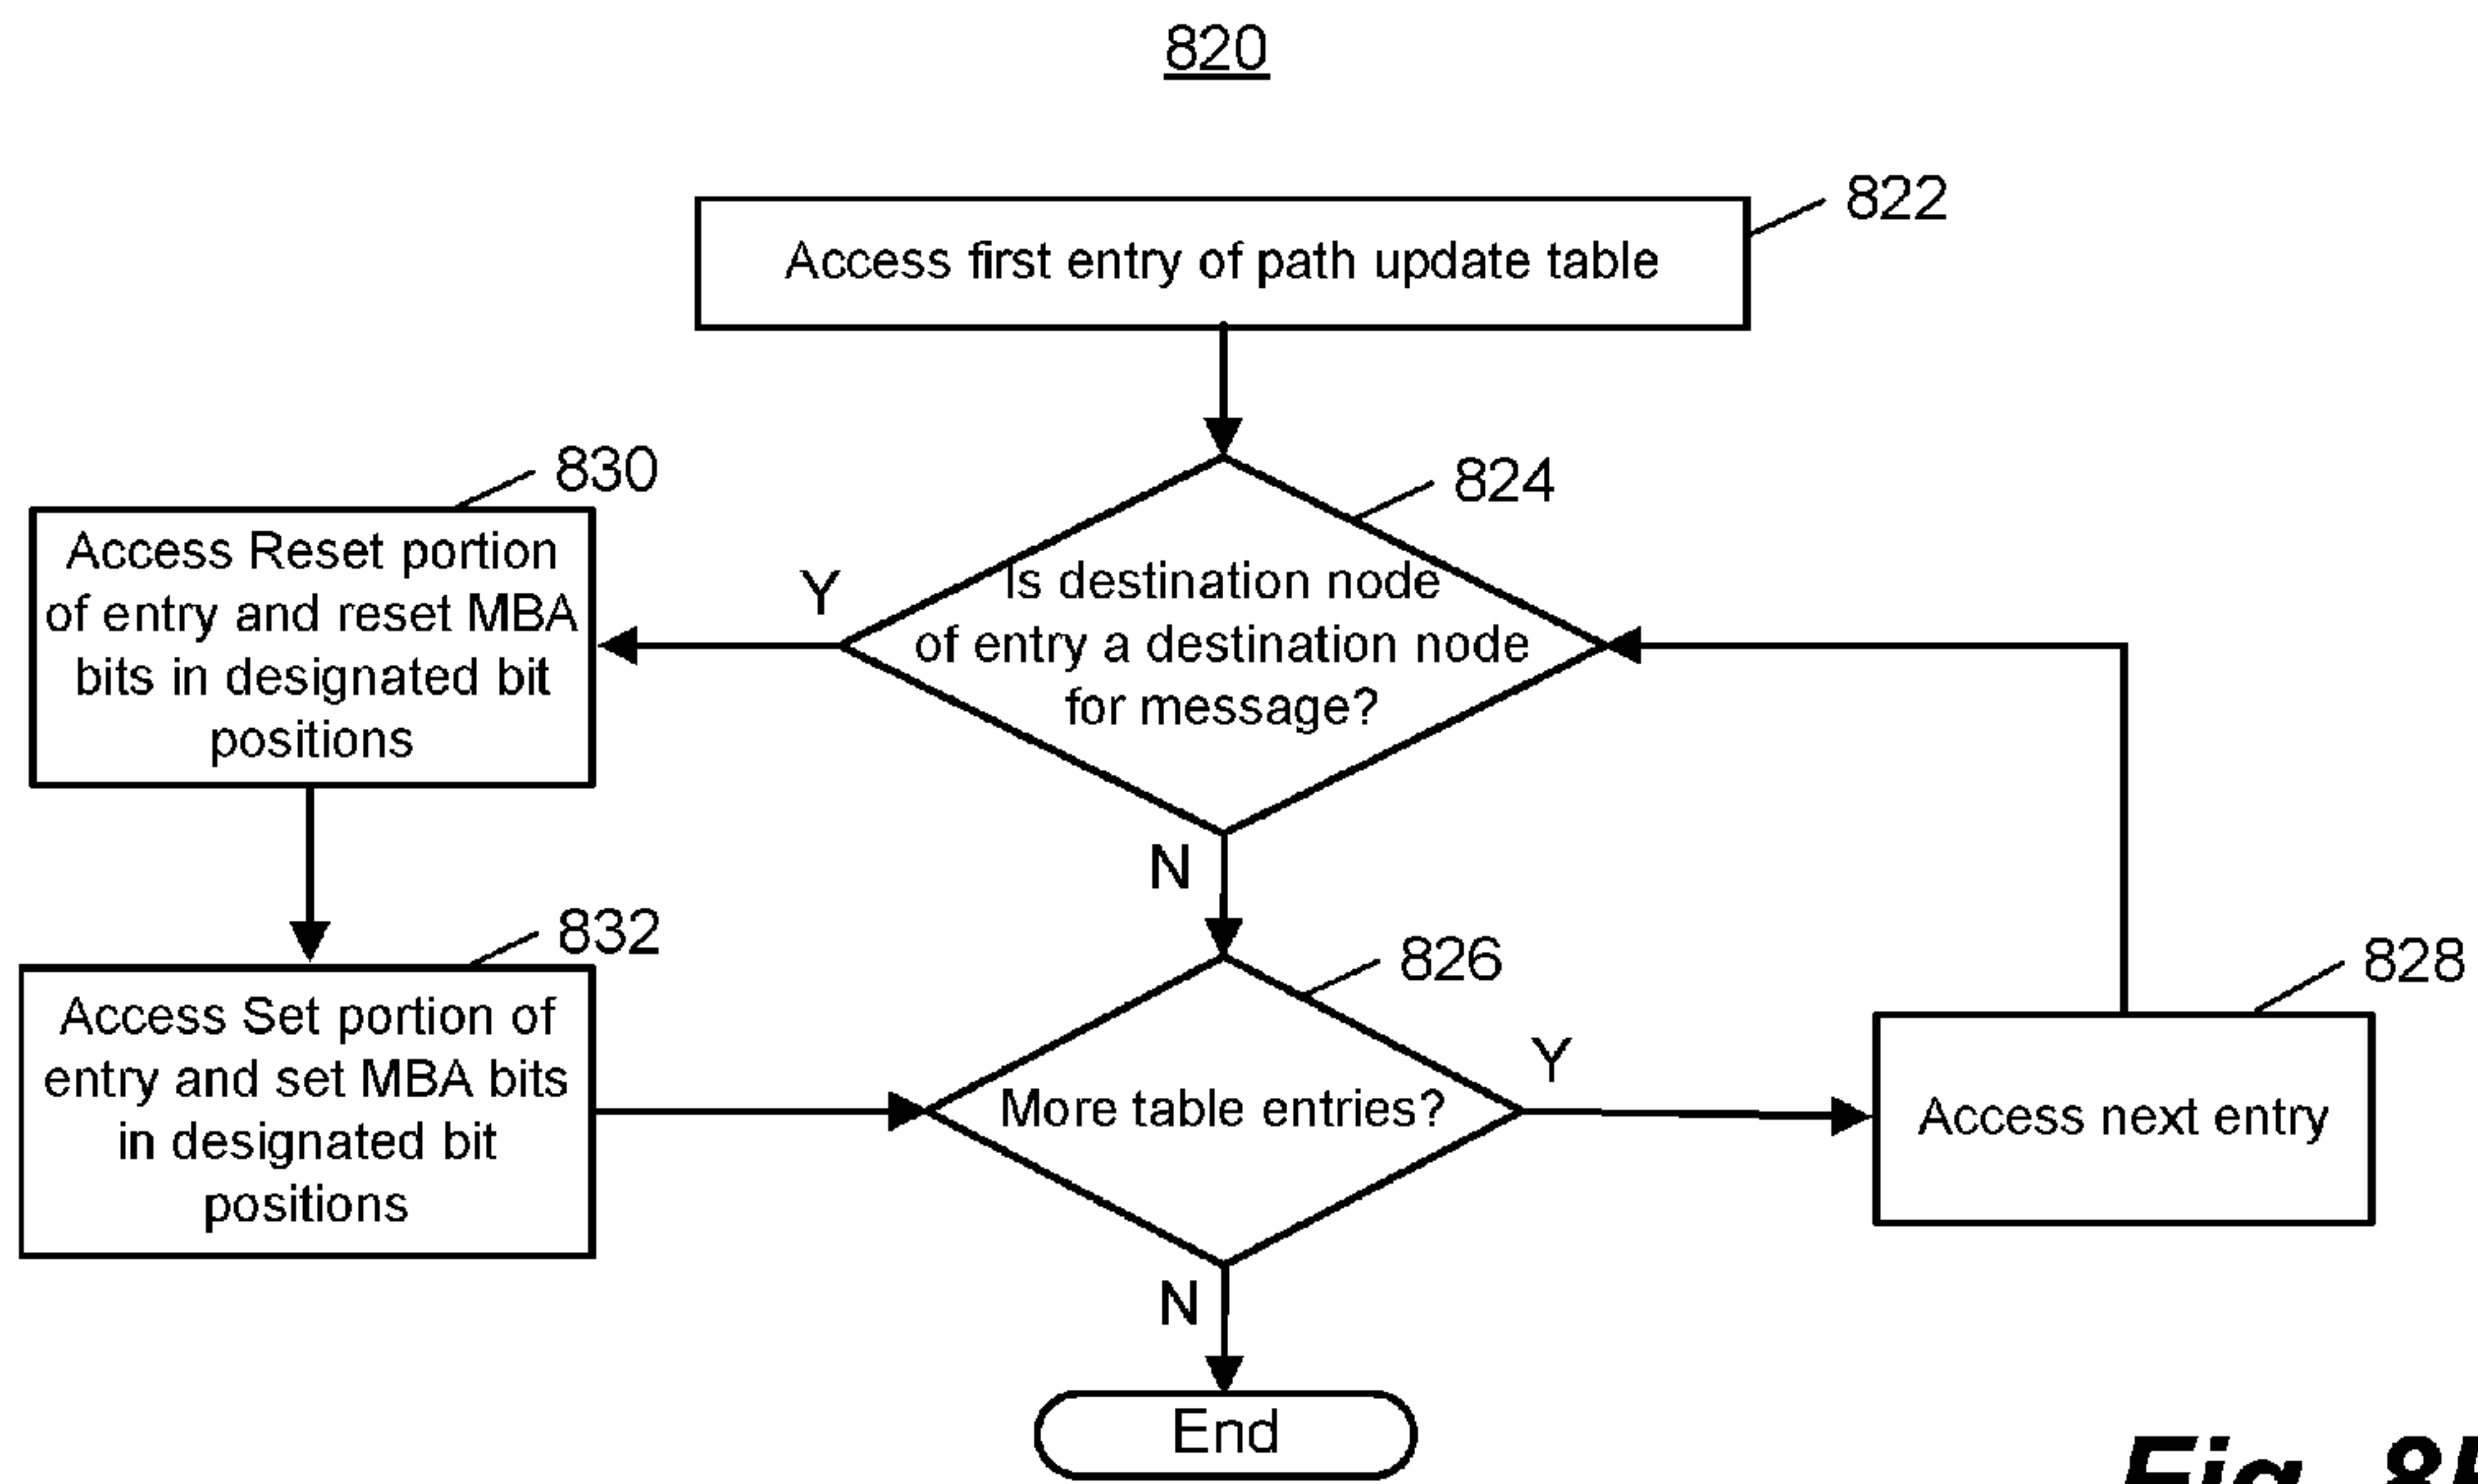 820
822
Access first entry of path update table
830
824
Access Reset portion
of entry and reset MBA
bits in designated bit
positions
Y
Is destination node
of entry a destination node
for message?
N
832
826
828
Access Set portion of
entry and set MBA bits
in designated bit
positions
More table entries?
Y
Access next entry
N
End
Fig.